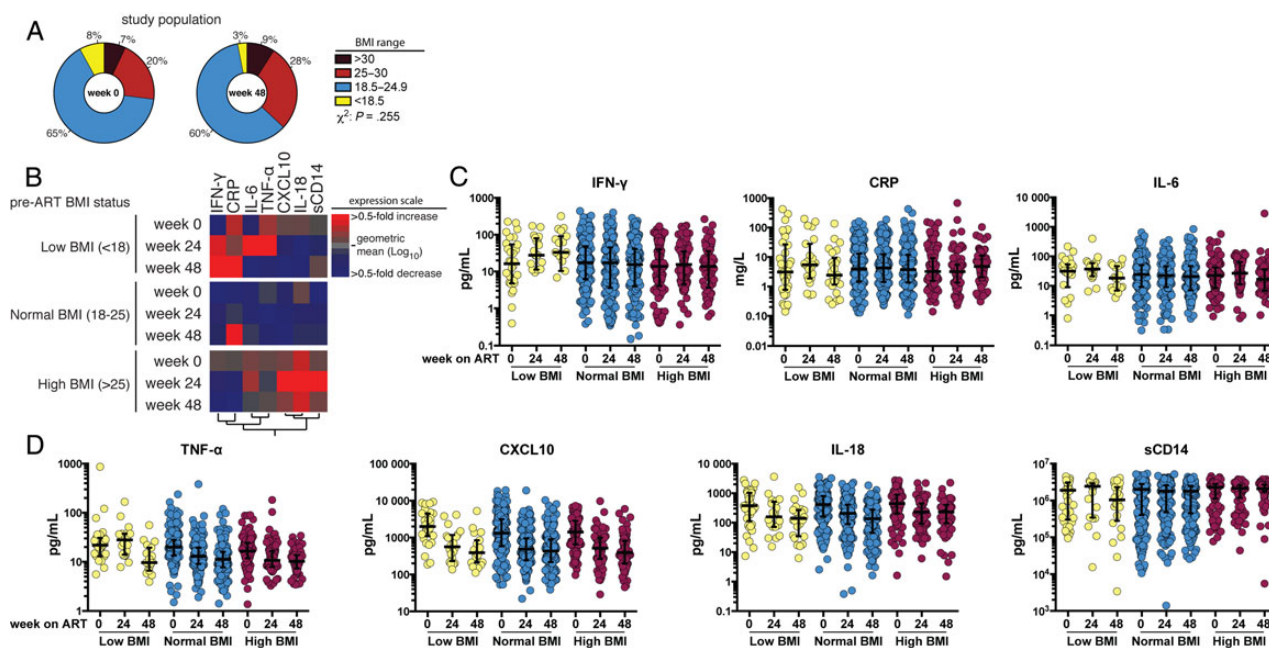 A
study population
8%
7%
20%
65%
week 0
3%
9%
28%
60%
week 48
BMI range
>30
25–30
18.5–24.9
<18.5
χ²: P = .255
B
pre-ART BMI status
IFN-γ
CRP
IL-6
TNF-α
CXCL10
IL-18
sCD14
expression scale
>0.5-fold increase
geometric
mean (Log10)
>0.5-fold decrease
Low BMI (<18)
week 0
week 24
week 48
Normal BMI (18-25)
week 0
week 24
week 48
High BMI (>25)
week 0
week 24
week 48
C
IFN-γ
pg/mL
1000
100
10
1
0.1
week on ART
0 24 48 0 24 48 0 24 48
Low BMI Normal BMI High BMI
CRP
mg/L
1000
100
10
1
0.1
0.01
0 24 48 0 24 48 0 24 48
Low BMI Normal BMI High BMI
IL-6
pg/mL
10 000
1000
100
10
1
0.1
0 24 48 0 24 48 0 24 48
Low BMI Normal BMI High BMI
D
TNF-α
pg/mL
1000
100
10
1
week on ART
0 24 48 0 24 48 0 24 48
Low BMI Normal BMI High BMI
CXCL10
pg/mL
100 000
10 000
1000
100
10
0 24 48 0 24 48 0 24 48
Low BMI Normal BMI High BMI
IL-18
pg/mL
10 000
1000
100
10
1
0.1
0 24 48 0 24 48 0 24 48
Low BMI Normal BMI High BMI
sCD14
pg/mL
10⁷
10⁶
10⁵
10⁴
10³
0 24 48 0 24 48 0 24 48
Low BMI Normal BMI High BMI